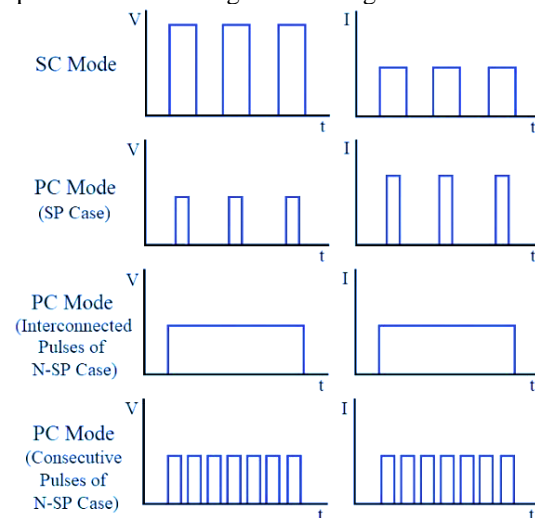 V
I
SC Mode
t
t
V
I
PC Mode
(SP Case)
t
t
V
I
PC Mode
(Interconnected
Pulses of
N-SP Case)
t
t
V
I
PC Mode
(Consecutive
Pulses of
N-SP Case)
t
t